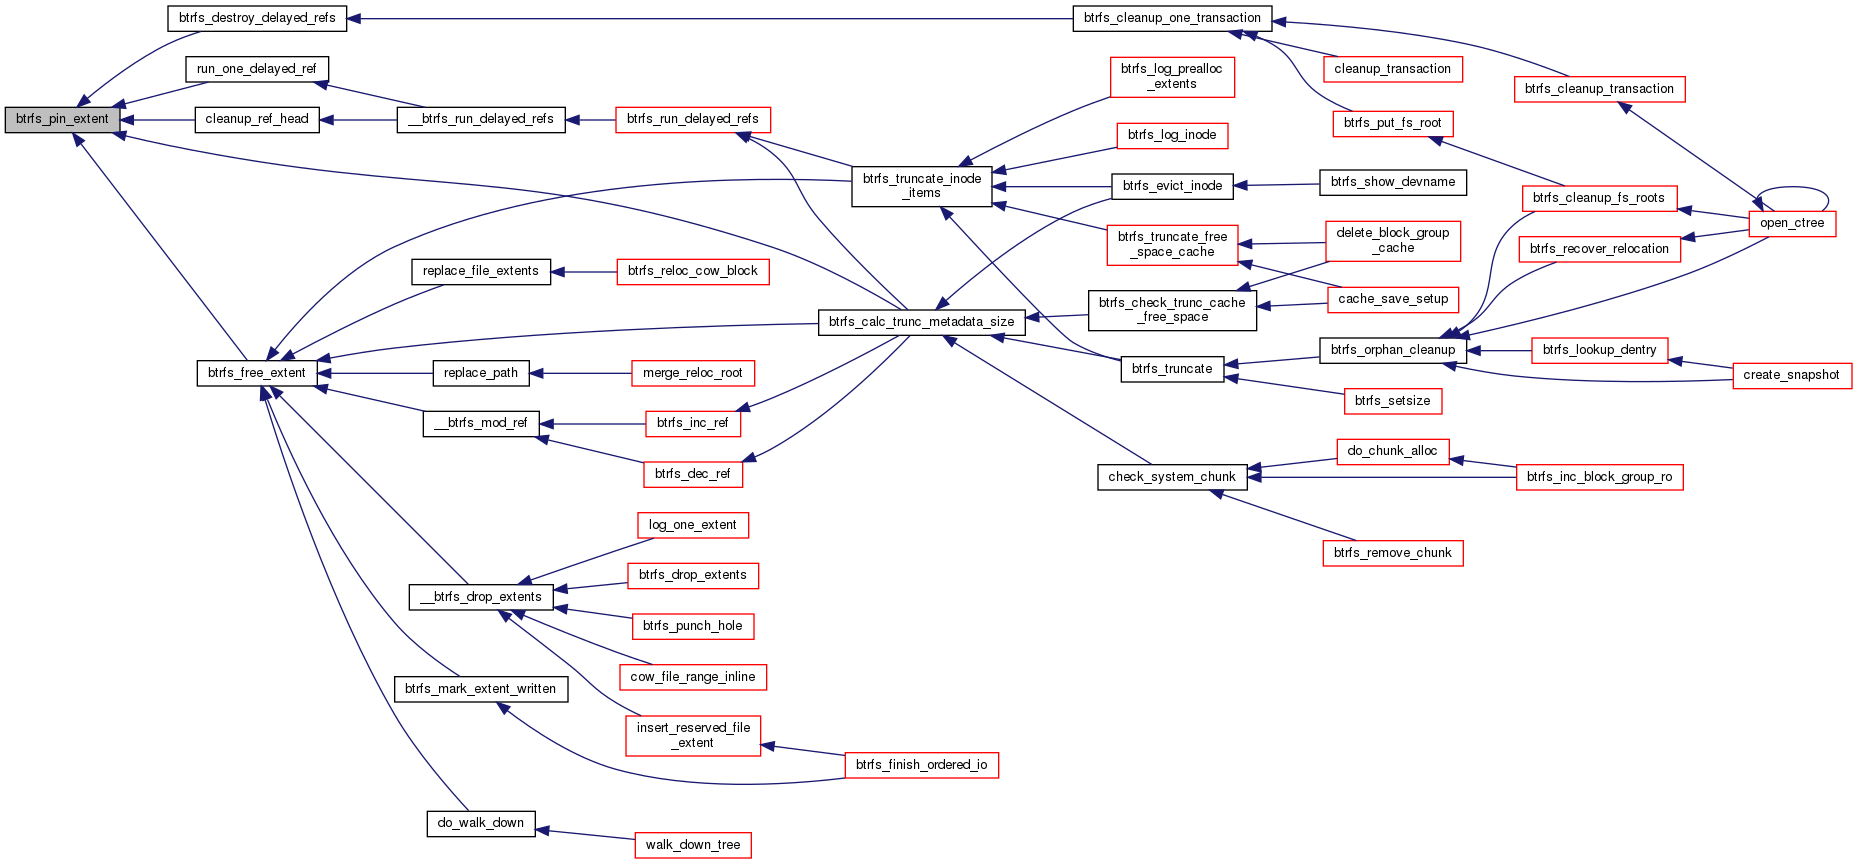 btrfs_destroy_delayed_refs
btrfs_cleanup_one_transaction
run_one_delayed_ref
btrfs_log_prealloc
_extents
cleanup_transaction
btrfs_cleanup_transaction
btrfs_pin_extent
cleanup_ref_head
__btrfs_run_delayed_refs
btrfs_run_delayed_refs
btrfs_put_fs_root
btrfs_log_inode
btrfs_truncate_inode
_items
btrfs_evict_inode
btrfs_show_devname
btrfs_cleanup_fs_roots
open_ctree
btrfs_truncate_free
_space_cache
delete_block_group
_cache
btrfs_recover_relocation
replace_file_extents
btrfs_reloc_cow_block
btrfs_check_trunc_cache
_free_space
cache_save_setup
btrfs_calc_trunc_metadata_size
btrfs_orphan_cleanup
btrfs_lookup_dentry
btrfs_free_extent
replace_path
merge_reloc_root
btrfs_truncate
create_snapshot
btrfs_setsize
__btrfs_mod_ref
btrfs_inc_ref
do_chunk_alloc
btrfs_dec_ref
check_system_chunk
btrfs_inc_block_group_ro
log_one_extent
btrfs_remove_chunk
btrfs_drop_extents
__btrfs_drop_extents
btrfs_punch_hole
cow_file_range_inline
btrfs_mark_extent_written
insert_reserved_file
_extent
btrfs_finish_ordered_io
do_walk_down
walk_down_tree